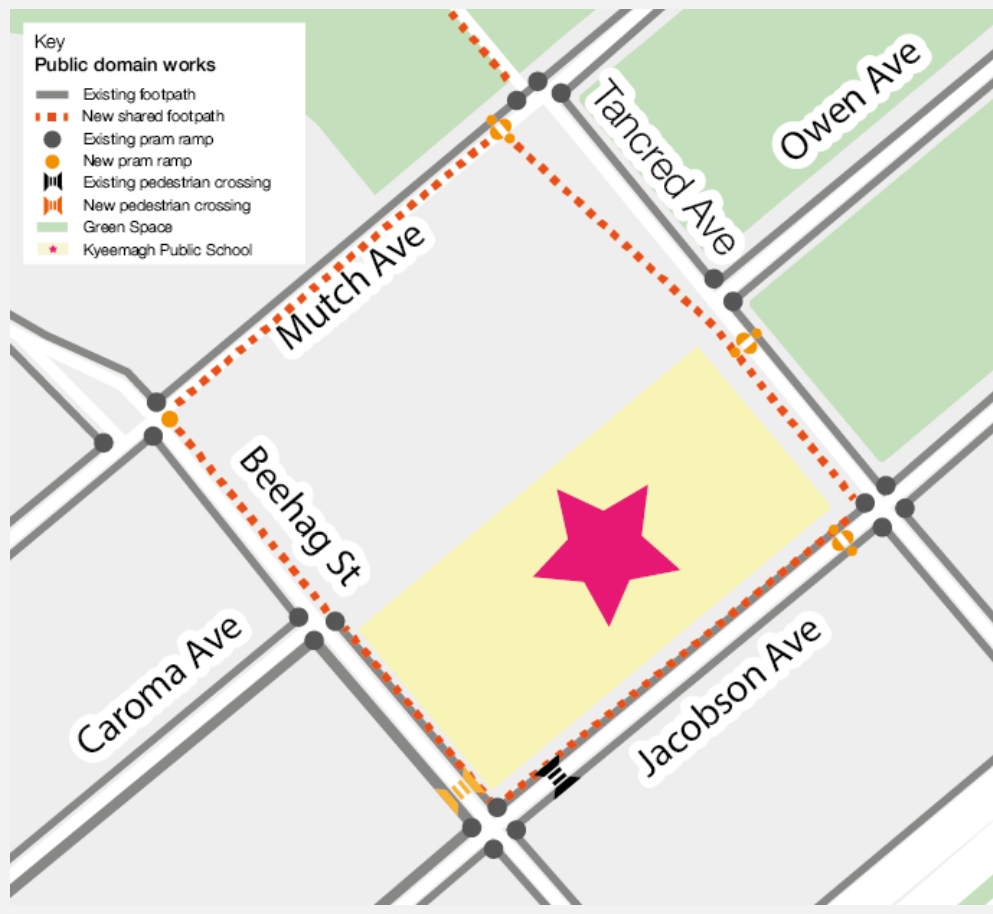 Key
Public domain works
Existing footpath
New shared footpath
Existing pram ramp
New pram ramp
Existing pedestrian crossing
New pedestrian crossing
Green Space
Kyeemagh Public School
Owen Ave
Tancred Ave
Mutch Ave
Beehag St
Caroma Ave
Jacobson Ave